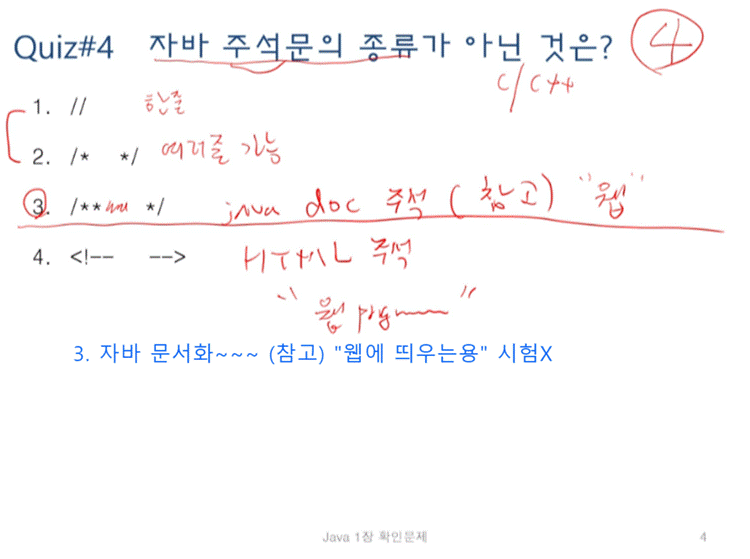 Quiz#4 자바 주석문의 종류가 아닌 것은? 4
C/C++
1. // 한줄
2. /* */ 여러줄 가능
3. /** */ java doc 주석 (참고) "웹"
4. <!-- --> HTML 주석
"웹 "
3. 자바 문서화~~~ (참고) "웹에 띄우는용" 시험X
Java 1장 확인문제 4